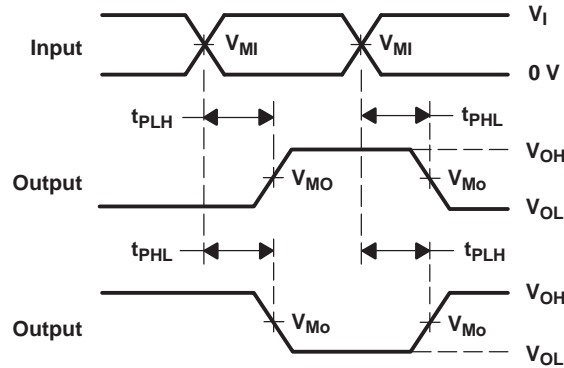 V_I
Input
V_MI
V_MI
0 V
t_PLH
t_PHL
V_OH
Output
V_MO
V_Mo
V_OL
t_PHL
t_PLH
V_OH
Output
V_Mo
V_Mo
V_OL